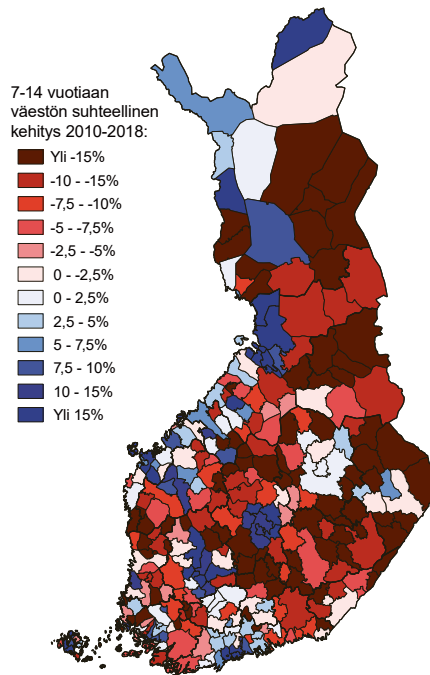 7-14 vuotiaan
väestön suhteellinen
kehitys 2010-2018:
Yli -15%
-10 - -15%
-7,5 - -10%
-5 - -7,5%
-2,5 - -5%
0 - -2,5%
0 - 2,5%
2,5 - 5%
5 - 7,5%
7,5 - 10%
10 - 15%
Yli 15%